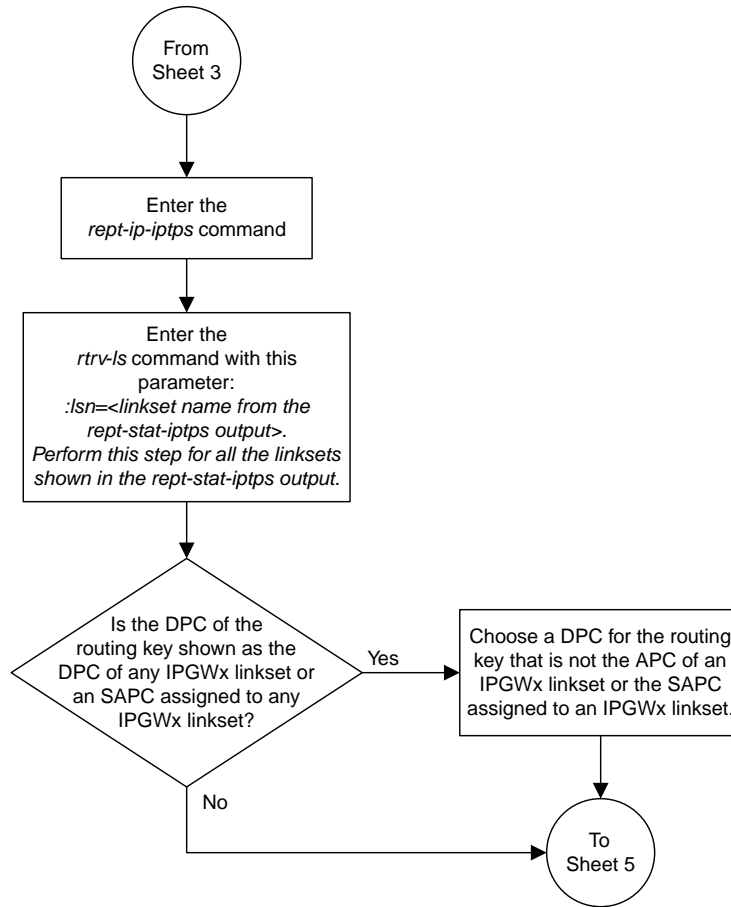 From
Sheet 3
Enter the
rept-ip-iptps command
Enter the
rtrv-ls command with this
parameter:
:lsn=<linkset name from the
rept-stat-iptps output>.
Perform this step for all the linksets
shown in the rept-stat-iptps output.
Is the DPC of the
routing key shown as the
DPC of any IPGWx linkset or
an SAPC assigned to any
IPGWx linkset?
Yes
Choose a DPC for the routing
key that is not the APC of an
IPGWx linkset or the SAPC
assigned to an IPGWx linkset.
No
To
Sheet 5